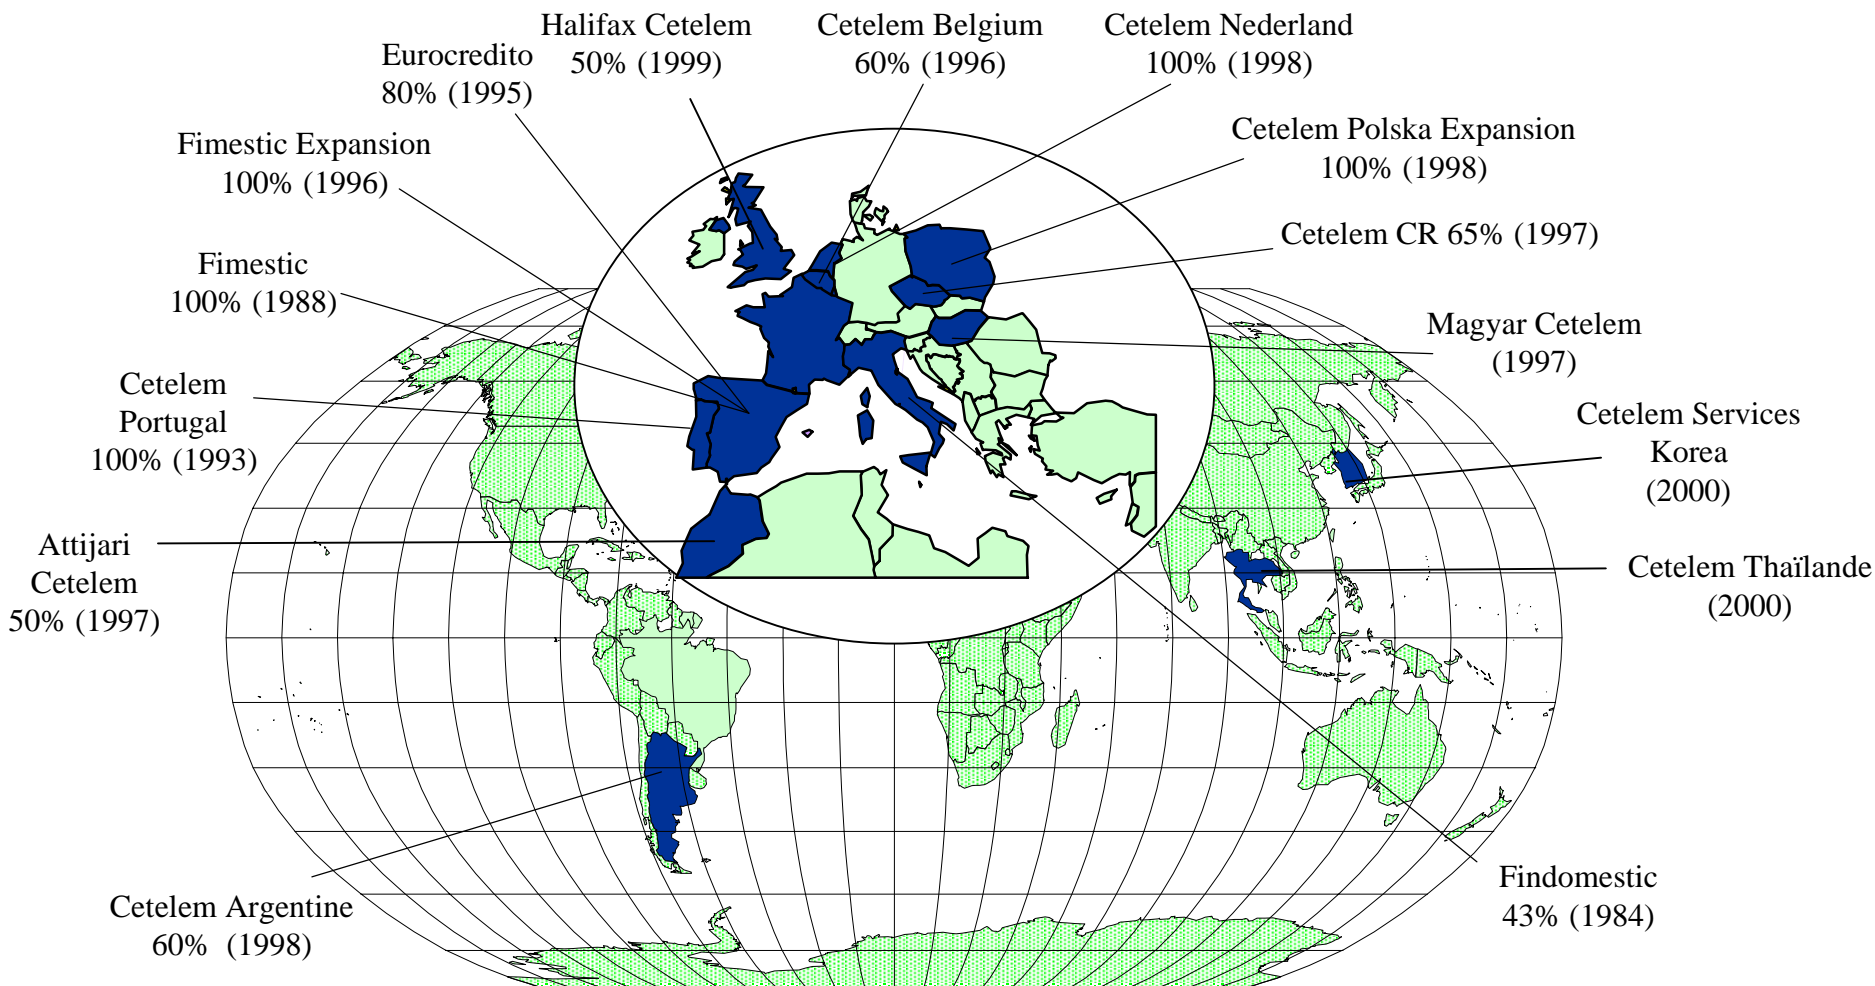 Halifax Cetelem
50% (1999)
Cetelem Belgium
60% (1996)
Cetelem Nederland
100% (1998)
Eurocredito
80% (1995)
Fimestic Expansion
100% (1996)
Cetelem Polska Expansion
100% (1998)
Cetelem CR 65% (1997)
Fimestic
100% (1988)
Magyar Cetelem
(1997)
Cetelem
Portugal
100% (1993)
Cetelem Services
Korea
(2000)
Attijari
Cetelem
50% (1997)
Cetelem Thaïlande
(2000)
Findomestic
43% (1984)
Cetelem Argentine
60% (1998)